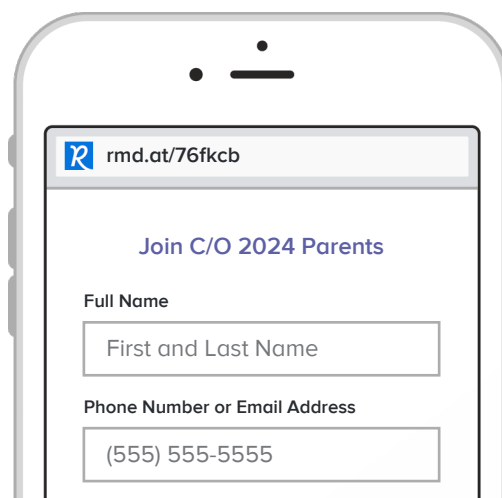 rmd.at/76fkcb
Join C/O 2024 Parents
Full Name
First and Last Name
Phone Number or Email Address
(555) 555-5555